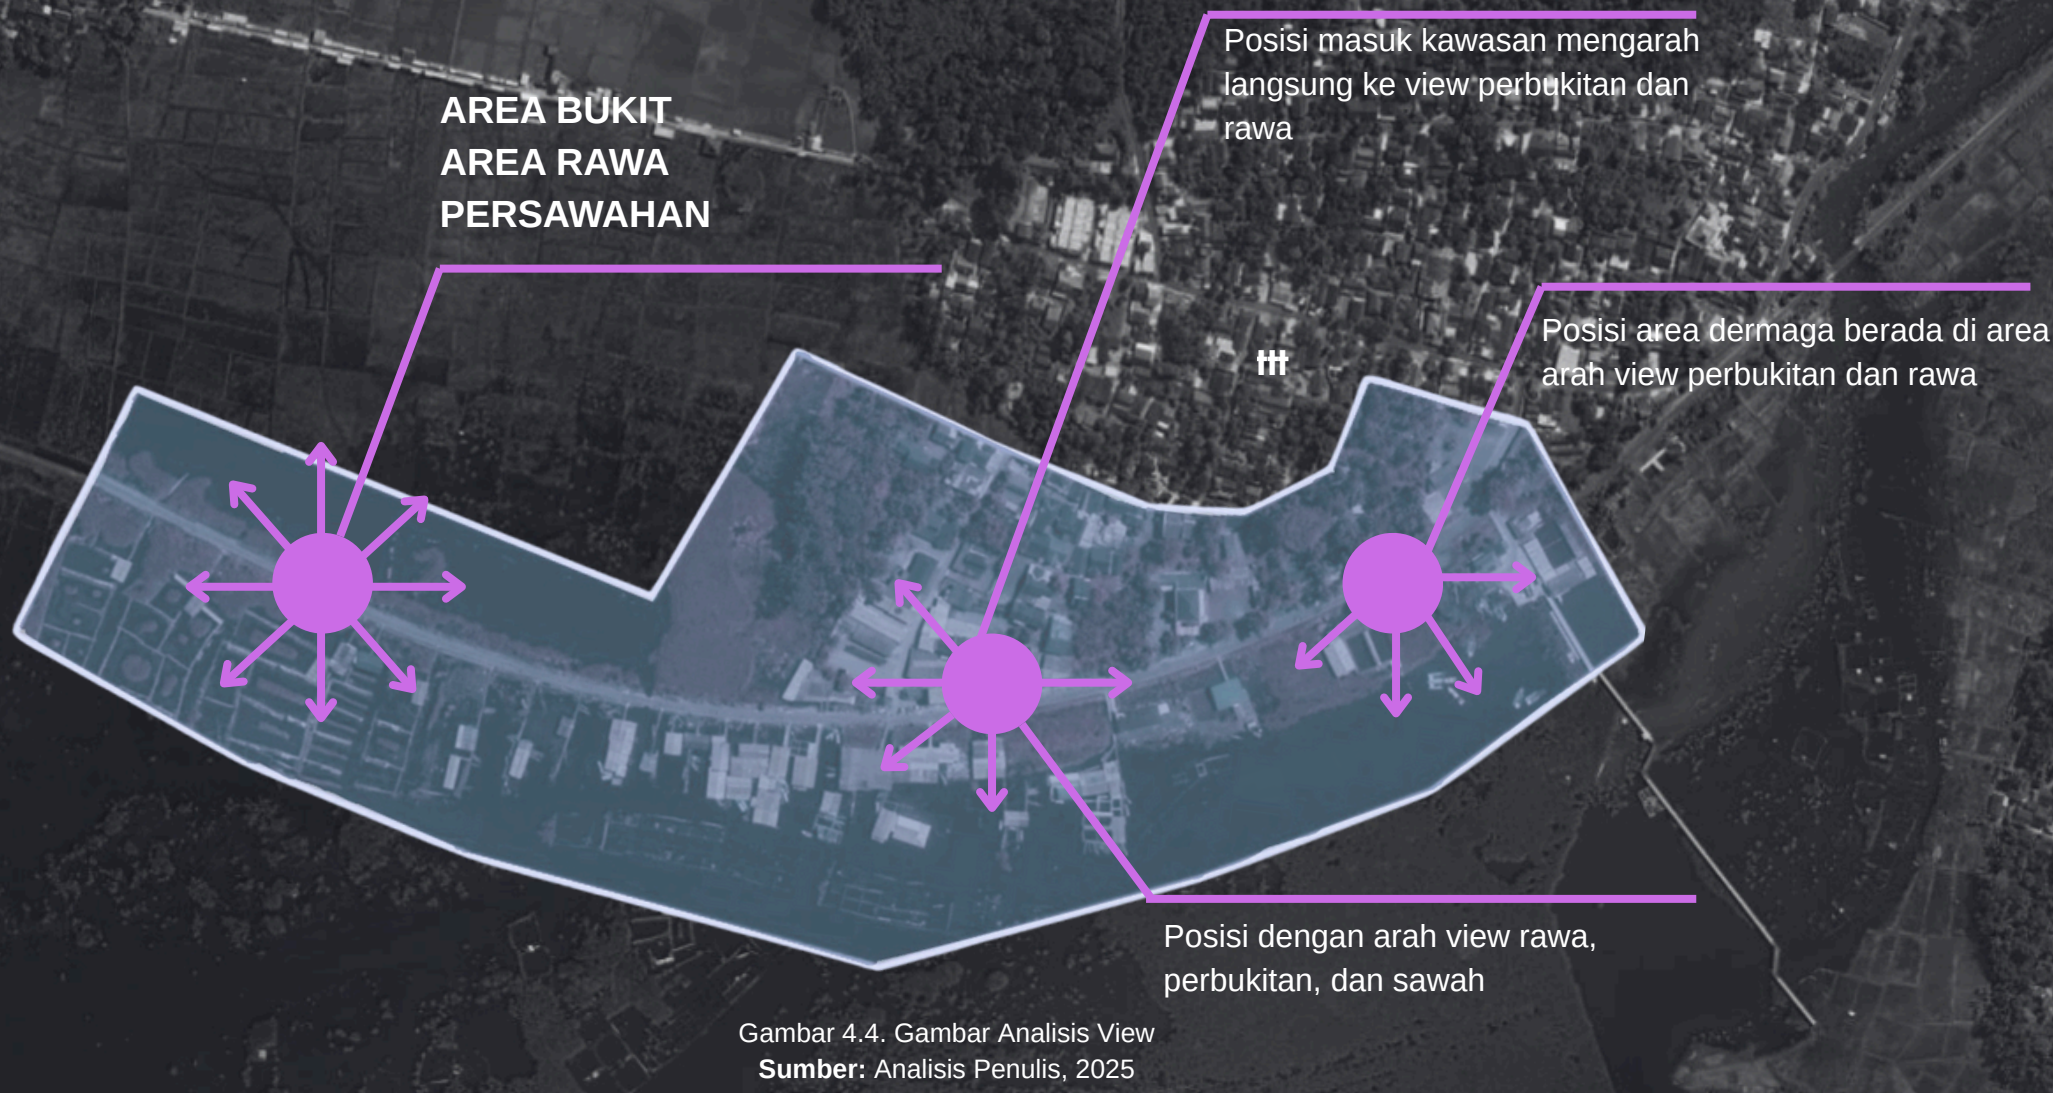 Posisi masuk kawasan mengarah
langsung ke view perbukitan dan
rawa
AREA BUKIT
AREA RAWA
PERSAWAHAN
Posisi area dermaga berada di area
arah view perbukitan dan rawa
Posisi dengan arah view rawa,
perbukitan, dan sawah
Gambar 4.4. Gambar Analisis View
Sumber: Analisis Penulis, 2025